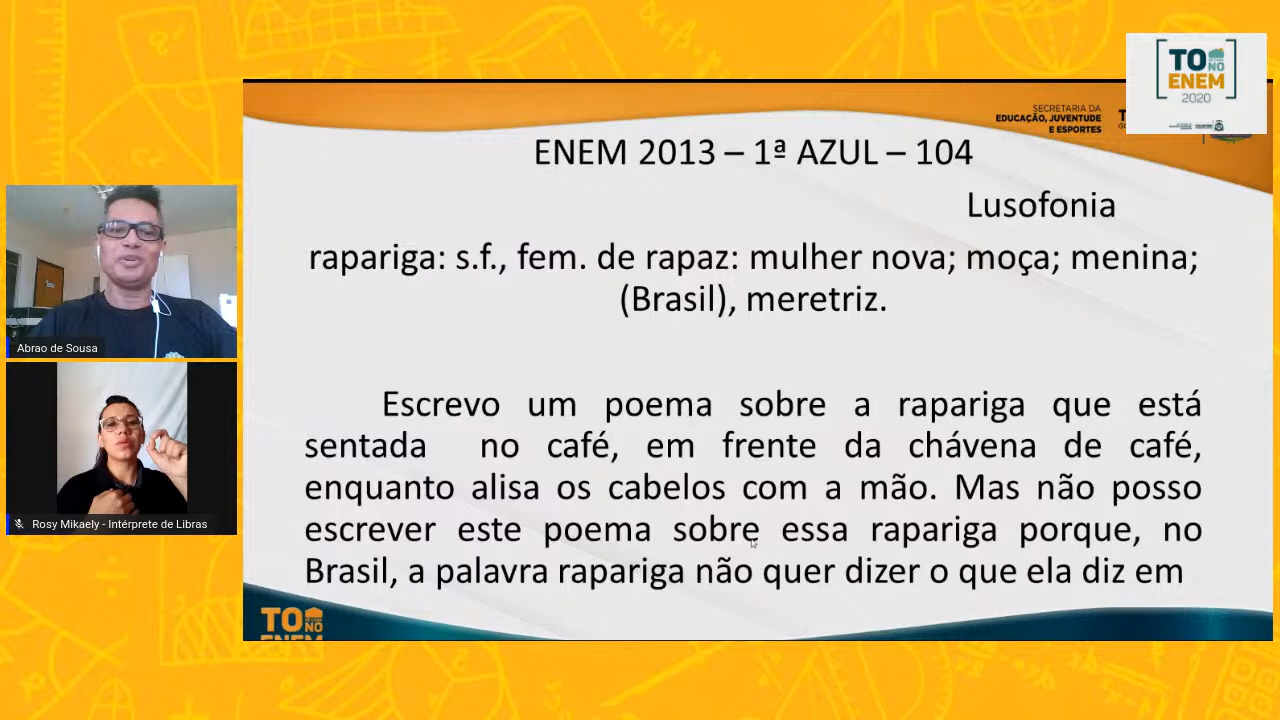 TO
NO
ENEM
2020
SECRETARIA DA
EDUCAÇÃO, JUVENTUDE
E ESPORTES
ENEM 2013 – 1ª AZUL – 104
Lusofonia
rapariga: s.f., fem. de rapaz: mulher nova; moça; menina;
(Brasil), meretriz.
Escrevo um poema sobre a rapariga que está
sentada no café, em frente da chávena de café,
enquanto alisa os cabelos com a mão. Mas não posso
escrever este poema sobre essa rapariga porque, no
Brasil, a palavra rapariga não quer dizer o que ela diz em
Abrao de Sousa
Rosy Mikaely - Intérprete de Libras
TO
NO
ENEM